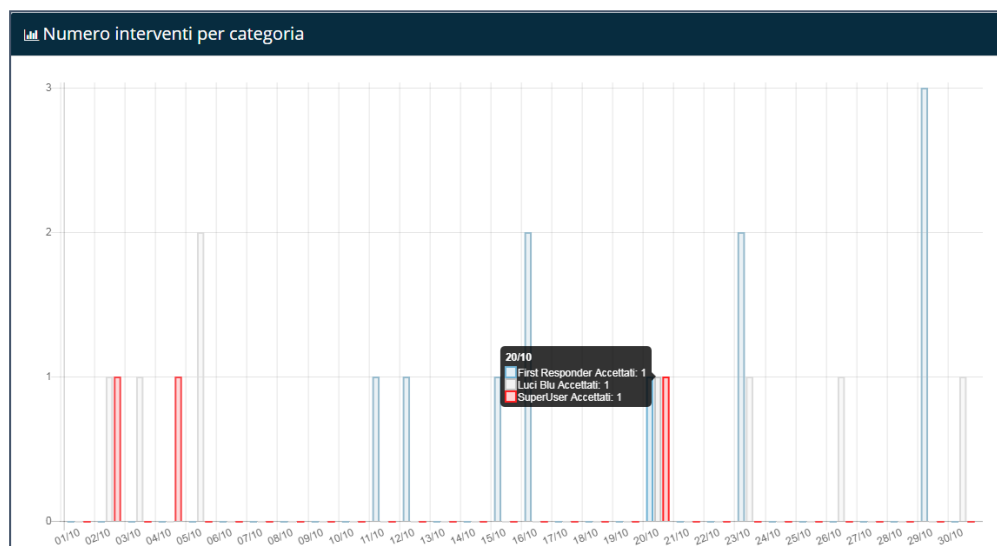 Numero interventi per categoria
3
2
1
0
20/10
First Responder Accettati: 1
Luci Blu Accettati: 1
SuperUser Accettati: 1
01/10 02/10 03/10 04/10 05/10 06/10 07/10 08/10 09/10 10/10 11/10 12/10 13/10 14/10 15/10 16/10 17/10 18/10 19/10 20/10 21/10 22/10 23/10 24/10 25/10 26/10 27/10 28/10 29/10 30/10